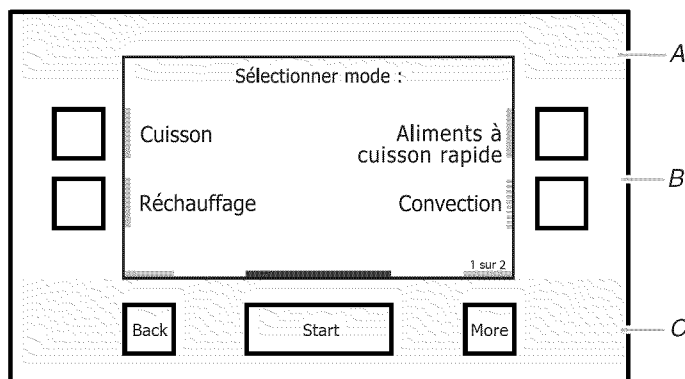 A
Sélectionner mode :
Cuisson
Aliments à
cuisson rapide
B
Réchauffage
Convection
1 sur 2
Back
Start
More
C